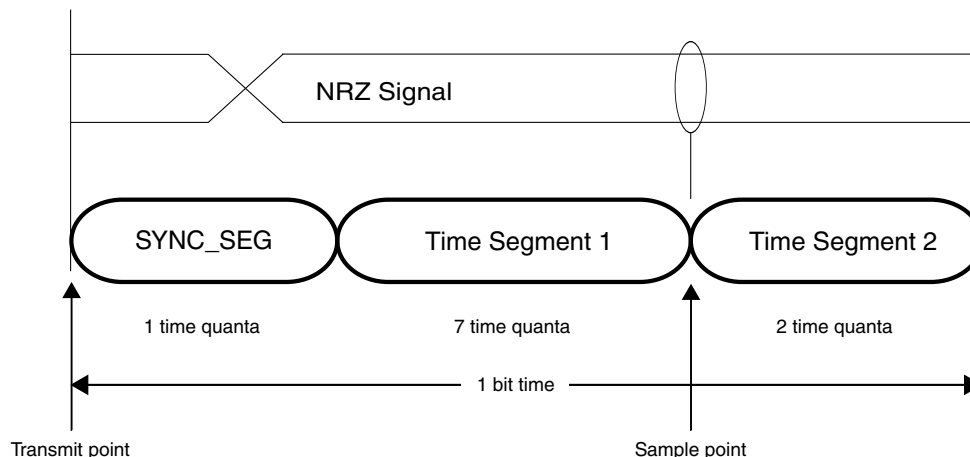 NRZ Signal
SYNC_SEG
Time Segment 1
Time Segment 2
1 time quanta
7 time quanta
2 time quanta
1 bit time
Transmit point
Sample point